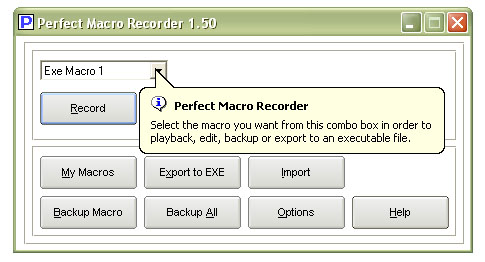 Perfect Macro Recorder 1.50
Exe Macro 1
Perfect Macro Recorder
Select the macro you want from this combo box in order to
playback, edit, backup or export to an executable file.
Record
My Macros
Export to EXE
Import
Backup Macro
Backup All
Options
Help